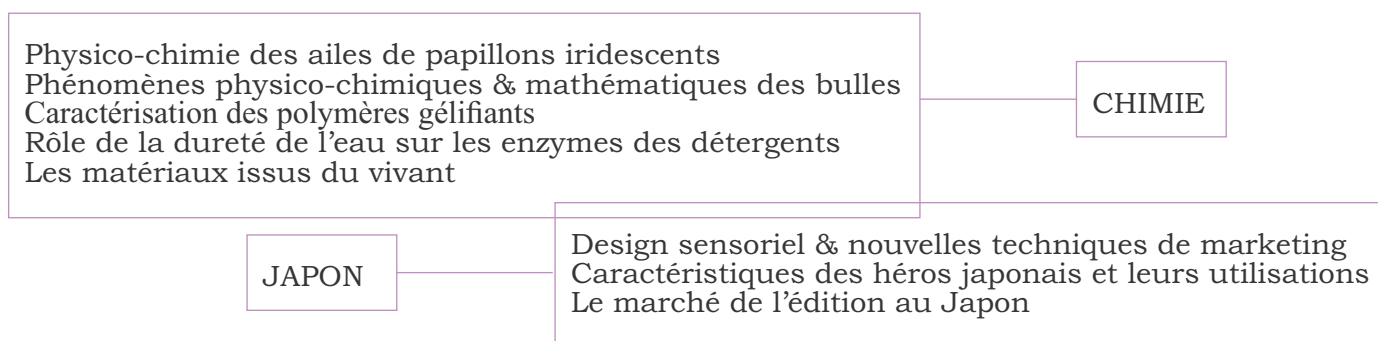 Physico-chimie des ailes de papillons iridescents
Phénomènes physico-chimiques & mathématiques des bulles
Caractérisation des polymères gélifiants
Rôle de la dureté de l'eau sur les enzymes des détergents
Les matériaux issus du vivant
CHIMIE
JAPON
Design sensoriel & nouvelles techniques de marketing
Caractéristiques des héros japonais et leurs utilisations
Le marché de l'édition au Japon